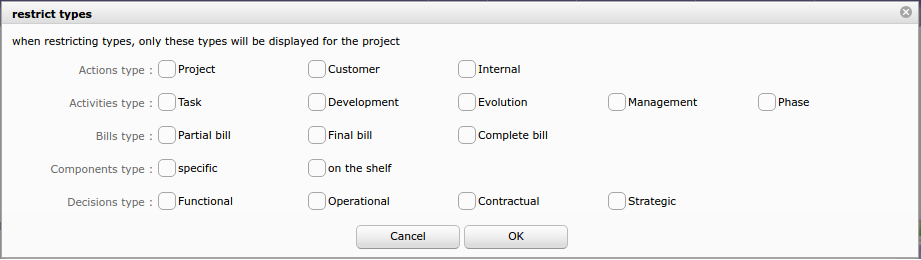 restrict types
when restricting types, only these types will be displayed for the project
Actions type : Project Customer Internal
Activities type : Task Development Evolution Management Phase
Bills type : Partial bill Final bill Complete bill
Components type : specific on the shelf
Decisions type : Functional Operational Contractual Strategic
Cancel OK